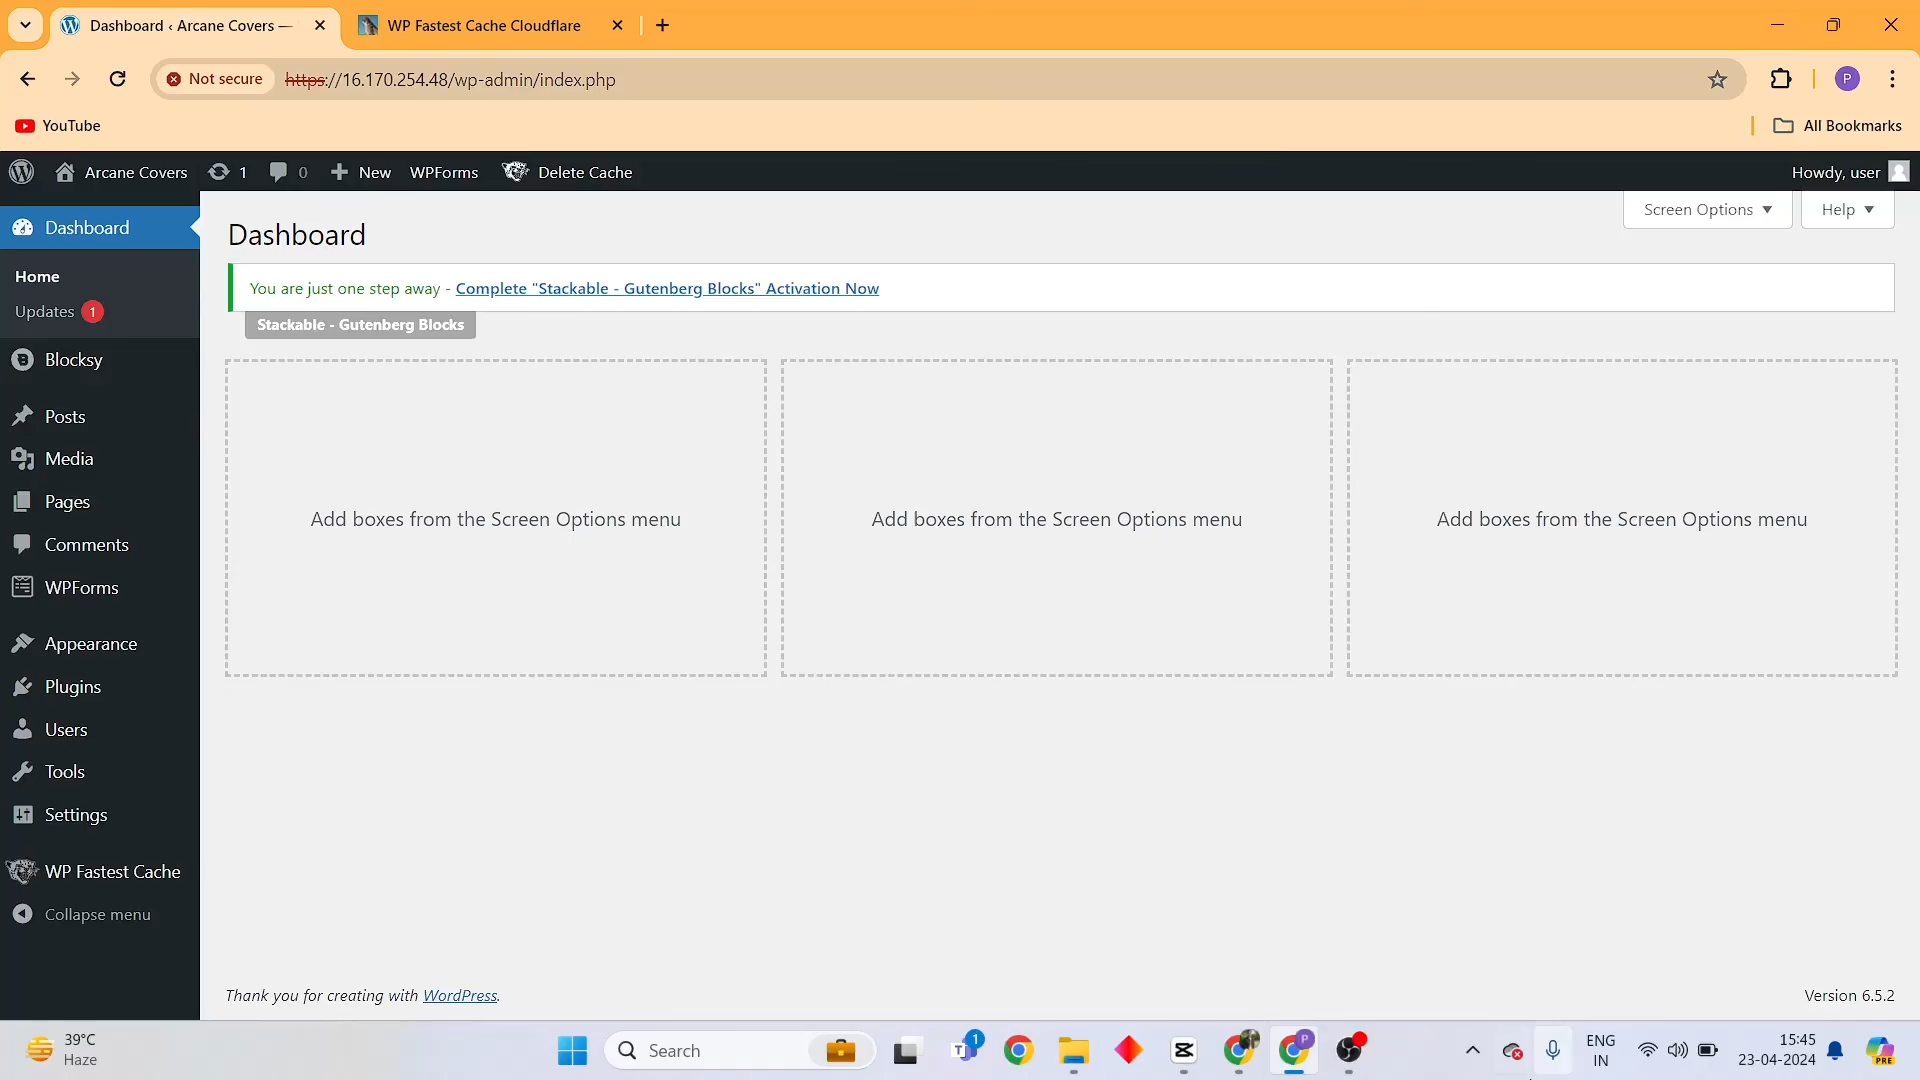 Dashboard ‹ Arcane Covers —
WP Fastest Cache Cloudflare
Not secure
https://16.170.254.48/wp-admin/index.php
P
YouTube
All Bookmarks
Arcane Covers
1
0
New
WPForms
Delete Cache
Howdy, user
Dashboard
Home
Updates 1
Blocksy
Posts
Media
Pages
Comments
WPForms
Appearance
Plugins
Users
Tools
Settings
WP Fastest Cache
Collapse menu
Screen Options
Help
Dashboard
You are just one step away - Complete "Stackable - Gutenberg Blocks" Activation Now
Stackable - Gutenberg Blocks
Add boxes from the Screen Options menu
Add boxes from the Screen Options menu
Add boxes from the Screen Options menu
Thank you for creating with WordPress.
Version 6.5.2
39°C
Haze
Search
1
P
ENG
IN
15:45
23-04-2024
PRE